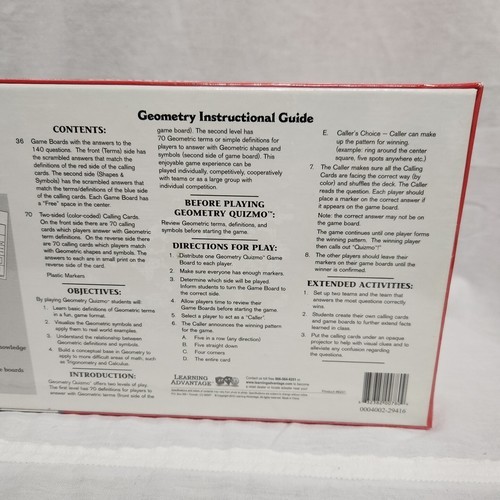 Geometry Instructional Guide
CONTENTS:
36 Game Boards with the answers to the
140 questions. The front (Terms) side has
the scrambled answers that match the
definitions of the red side of the calling
cards. The second side (Shapes &
Symbols) has the scrambled answers that
match the terms/definitions of the blue side
of the calling cards. Each Game Board has
a "Free" space in the center.
70 Two-sided (color-coded) Calling Cards.
On the front side there are 70 calling
cards which players answer with Geometric
term definitions. On the reverse side there
are 70 calling cards which players match
with Geometric shapes and symbols. The
answers to each are in small print on the
reverse side of the card.
Plastic Markers
OBJECTIVES:
By playing Geometry Quizmo students will:
1. Learn basic definitions of Geometric terms
in a fun, game format.
2. Visualize the Geometric symbols and
apply them to real world examples.
3. Understand the relationship between
Geometric definitions and symbols.
4. Build a conceptual base in Geometry to
apply to more difficult areas of math; such
as Trigonometry and Calculus.
INTRODUCTION:
Geometry Quizmo offers two levels of play.
The first level has 70 definitions for players to
answer with Geometric terms (front side of the
game board). The second level has
70 Geometric terms or simple definitions for
players to answer with Geometric shapes and
symbols (second side of game board). This
enjoyable game experience can be
played individually, competitively, cooperatively
with teams or as a large group with
individual competition.
BEFORE PLAYING
GEOMETRY QUIZMO™:
Review Geometric terms, definitions, and
symbols before starting the game.
DIRECTIONS FOR PLAY:
1. Distribute one Geometry Quizmo Game
Board to each player.
2. Make sure everyone has enough markers.
3. Determine which side will be played.
Inform students to turn the Game Board to
the correct side.
4. Allow players time to review their
Game Boards before starting the game.
5. Select a player to act as a "Caller".
6. The Caller announces the winning pattern
for the game.
A. Five in a row (any direction)
B. Five straight down
C. Four corners
D. The entire card
E. Caller's Choice – Caller can make
up the pattern for winning.
(example: ring around the center
square, five spots anywhere etc.)
7. The Caller makes sure all the Calling
Cards are facing the correct way (by
color) and shuffles the deck. The Caller
reads the question. Each player should
place a marker on the correct answer if
it appears on the game board.
Note: the correct answer may not be
on the game board.
The game continues until one player forms
the winning pattern. The winning player
then calls out "Quizmo"!
8. The other players should leave their
markers on their game boards until the
winner is confirmed.
EXTENDED ACTIVITIES:
1. Set up two teams and the team that
answers the most questions correctly
wins.
2. Students create their own calling cards
and game boards to further extend facts
learned in class.
3. Put the calling cards under an opaque
projector to help with visual clues and to
alleviate any confusion regarding
the questions.
LEARNING
ADVANTAGE
www.learningadvantage.com
0004002-29416